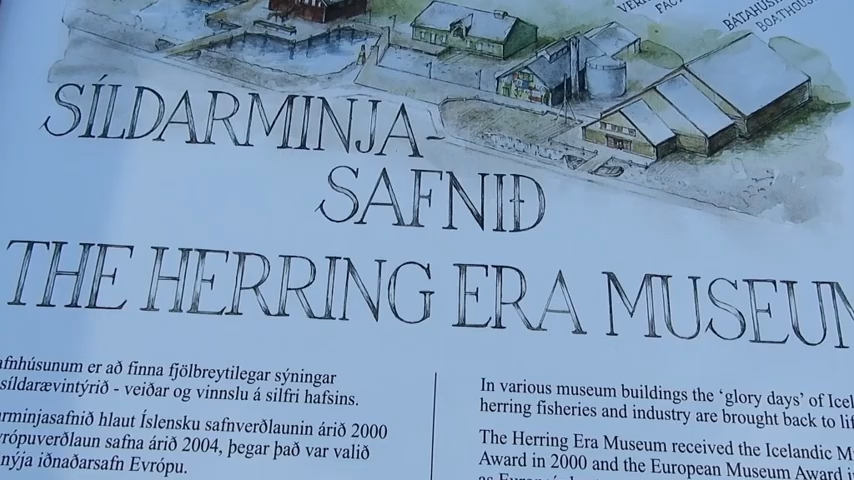 BÁTAHÚSI
BOATHOUS
SÍLDARMINJA-
SAFNIÐ
THE HERRING ERA MUSEUM
afnhúsunum er að finna fjölbreytilegar sýningar
síldarævintýrið - veiðar og vinnslu á silfri hafsins.
rminjasafnið hlaut Íslensku safnverðlaunin árið 2000
vrópuverðlaun safna árið 2004, þegar það var valið
nýja iðnaðarsafn Evrópu.
In various museum buildings the ‘glory days’ of Icel
herring fisheries and industry are brought back to lif
The Herring Era Museum received the Icelandic M
Award in 2000 and the European Museum Award i